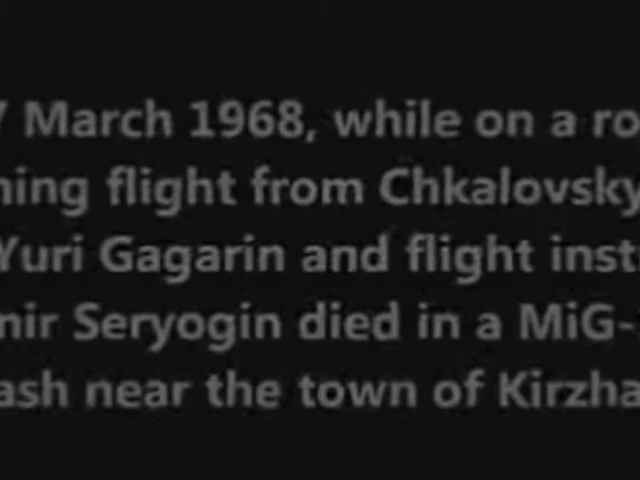 March 1968, while on a ro
ning flight from Chkalovsky
Yuri Gagarin and flight inst
mir Seryogin died in a MiG-
ash near the town of Kirzha